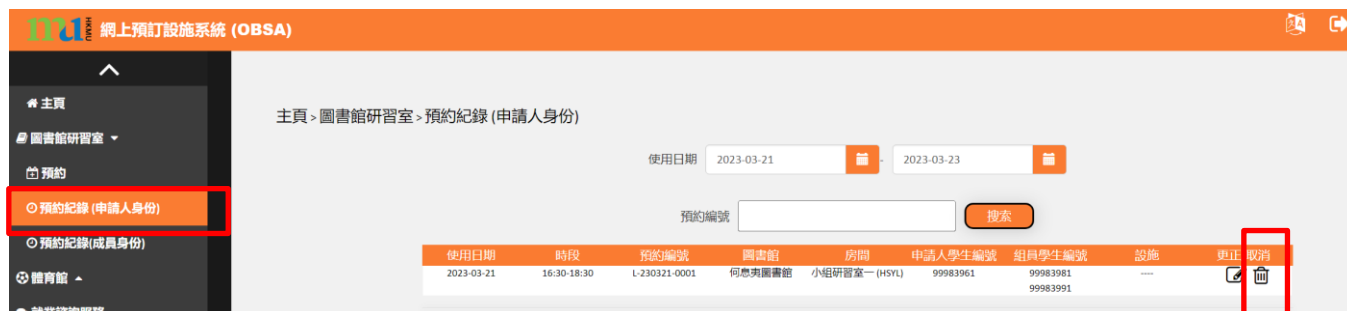 mu HKMU 網上預訂設施系統 (OBSA)
主頁
圖書館研習室
預約
預約紀錄 (申請人身份)
預約紀錄(成員身份)
體育館
主頁 > 圖書館研習室 > 預約紀錄 (申請人身份)
使用日期 2023-03-21 - 2023-03-23
預約編號 搜索
使用日期 時段 預約編號 圖書館 房間 申請人學生編號 組員學生編號 設施 更正 取消
2023-03-21 16:30-18:30 L-230321-0001 何息夷圖書館 小組研習室一 (HSYL) 99983961 99983981 ----
99983991